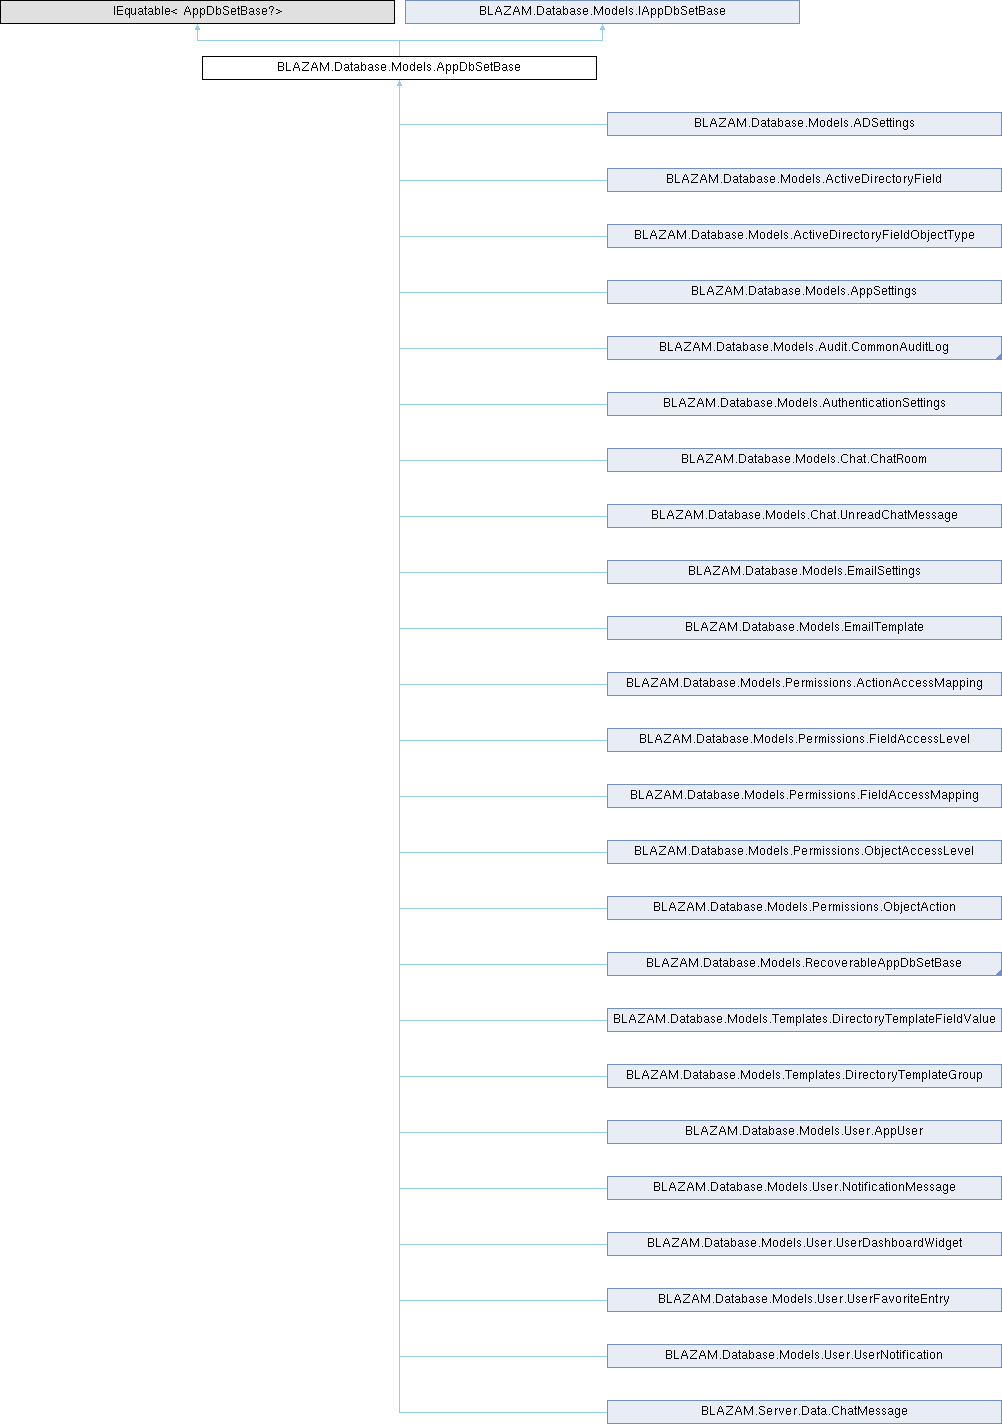 IEquatable< AppDbSetBase?>
BLAZAM.Database.Models.IAppDbSetBase
BLAZAM.Database.Models.AppDbSetBase
BLAZAM.Database.Models.ADSettings
BLAZAM.Database.Models.ActiveDirectoryField
BLAZAM.Database.Models.ActiveDirectoryFieldObjectType
BLAZAM.Database.Models.AppSettings
BLAZAM.Database.Models.Audit.CommonAuditLog
BLAZAM.Database.Models.AuthenticationSettings
BLAZAM.Database.Models.Chat.ChatRoom
BLAZAM.Database.Models.Chat.UnreadChatMessage
BLAZAM.Database.Models.EmailSettings
BLAZAM.Database.Models.EmailTemplate
BLAZAM.Database.Models.Permissions.ActionAccessMapping
BLAZAM.Database.Models.Permissions.FieldAccessLevel
BLAZAM.Database.Models.Permissions.FieldAccessMapping
BLAZAM.Database.Models.Permissions.ObjectAccessLevel
BLAZAM.Database.Models.Permissions.ObjectAction
BLAZAM.Database.Models.RecoverableAppDbSetBase
BLAZAM.Database.Models.Templates.DirectoryTemplateFieldValue
BLAZAM.Database.Models.Templates.DirectoryTemplateGroup
BLAZAM.Database.Models.User.AppUser
BLAZAM.Database.Models.User.NotificationMessage
BLAZAM.Database.Models.User.UserDashboardWidget
BLAZAM.Database.Models.User.UserFavoriteEntry
BLAZAM.Database.Models.User.UserNotification
BLAZAM.Server.Data.ChatMessage